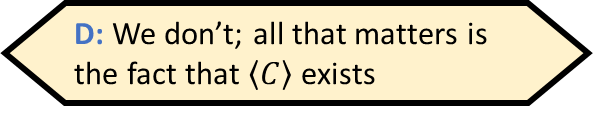 D: We don’t; all that matters is
the fact that ⟨𝐶⟩ exists